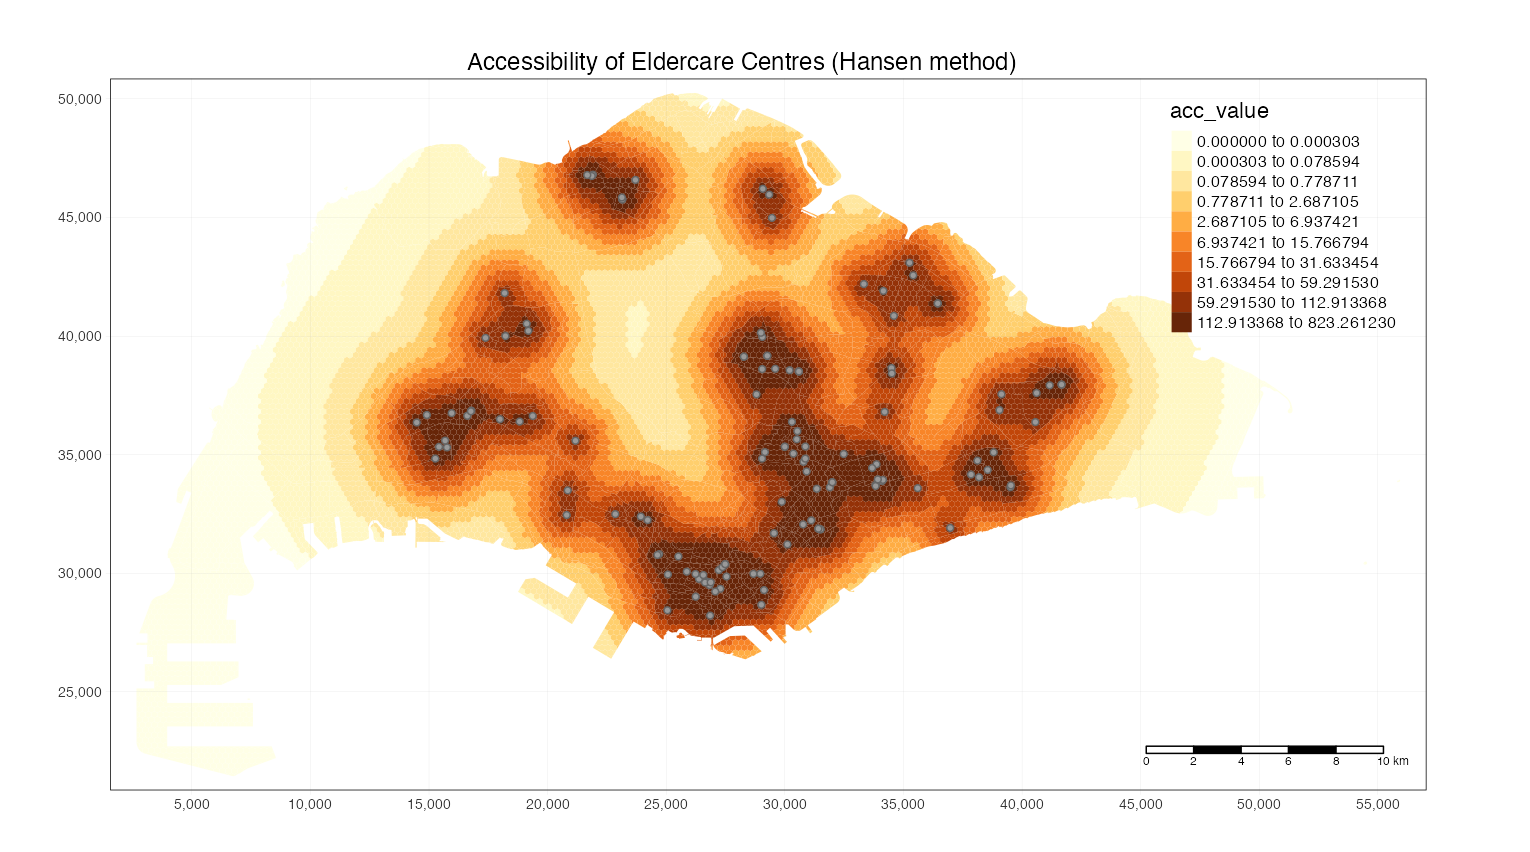 Accessibility of Eldercare Centres (Hansen method)
acc_value
0.000000 to 0.000303
0.000303 to 0.078594
0.078594 to 0.778711
0.778711 to 2.687105
2.687105 to 6.937421
6.937421 to 15.766794
15.766794 to 31.633454
31.633454 to 59.291530
59.291530 to 112.913368
112.913368 to 823.261230
50,000
45,000
40,000
35,000
30,000
25,000
0 2 4 6 8 10 km
5,000 10,000 15,000 20,000 25,000 30,000 35,000 40,000 45,000 50,000 55,000